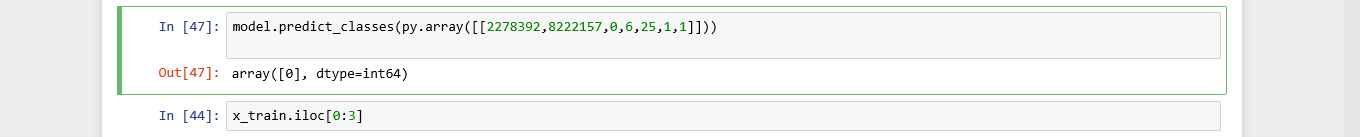 In [47]: model.predict_classes(py.array([[2278392,8222157,0,6,25,1,1]]))
Out[47]: array([0], dtype=int64)
In [44]: x_train.iloc[0:3]